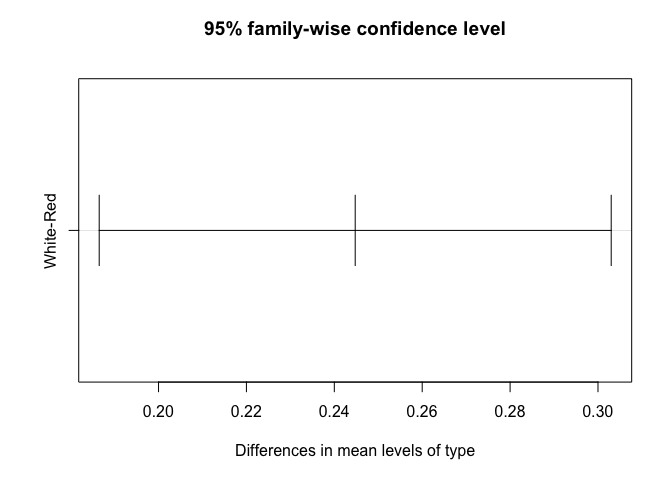 95% family-wise confidence level
White-Red
0.20 0.22 0.24 0.26 0.28 0.30
Differences in mean levels of type